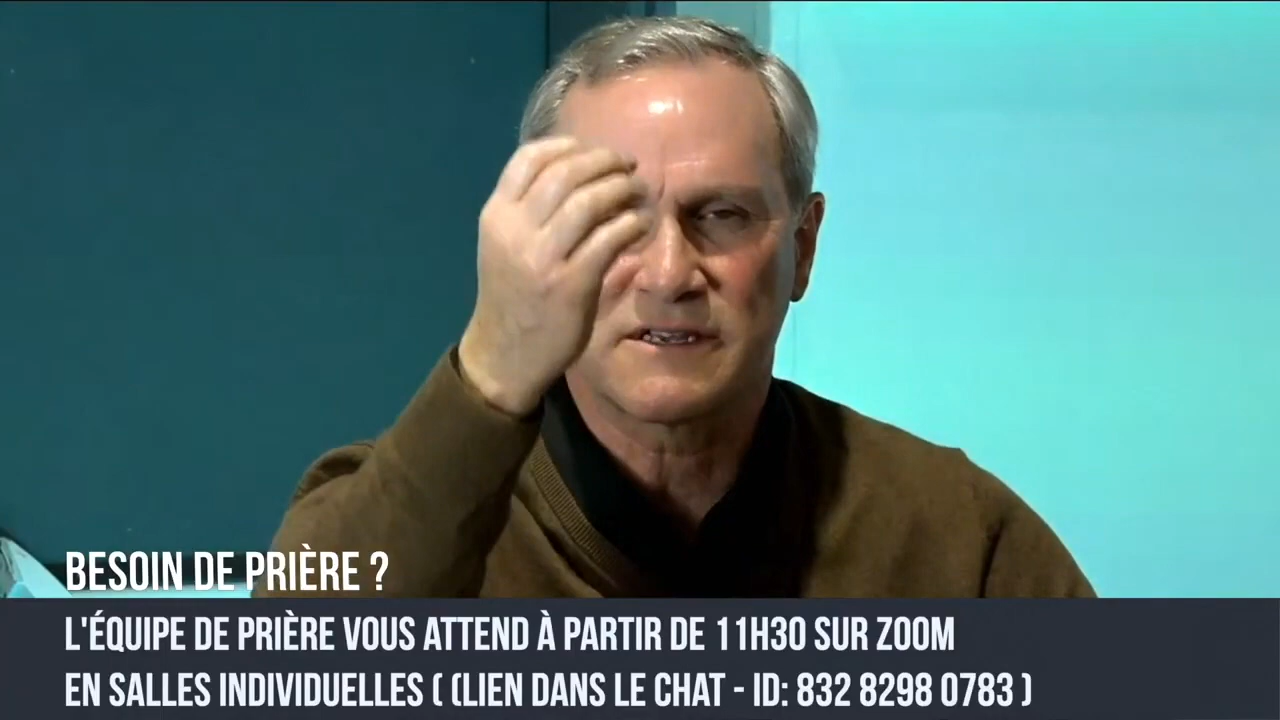 BESOIN DE PRIÈRE ?
L'ÉQUIPE DE PRIÈRE VOUS ATTEND À PARTIR DE 11H30 SUR ZOOM
EN SALLES INDIVIDUELLES ( (LIEN DANS LE CHAT - ID: 832 8298 0783 )